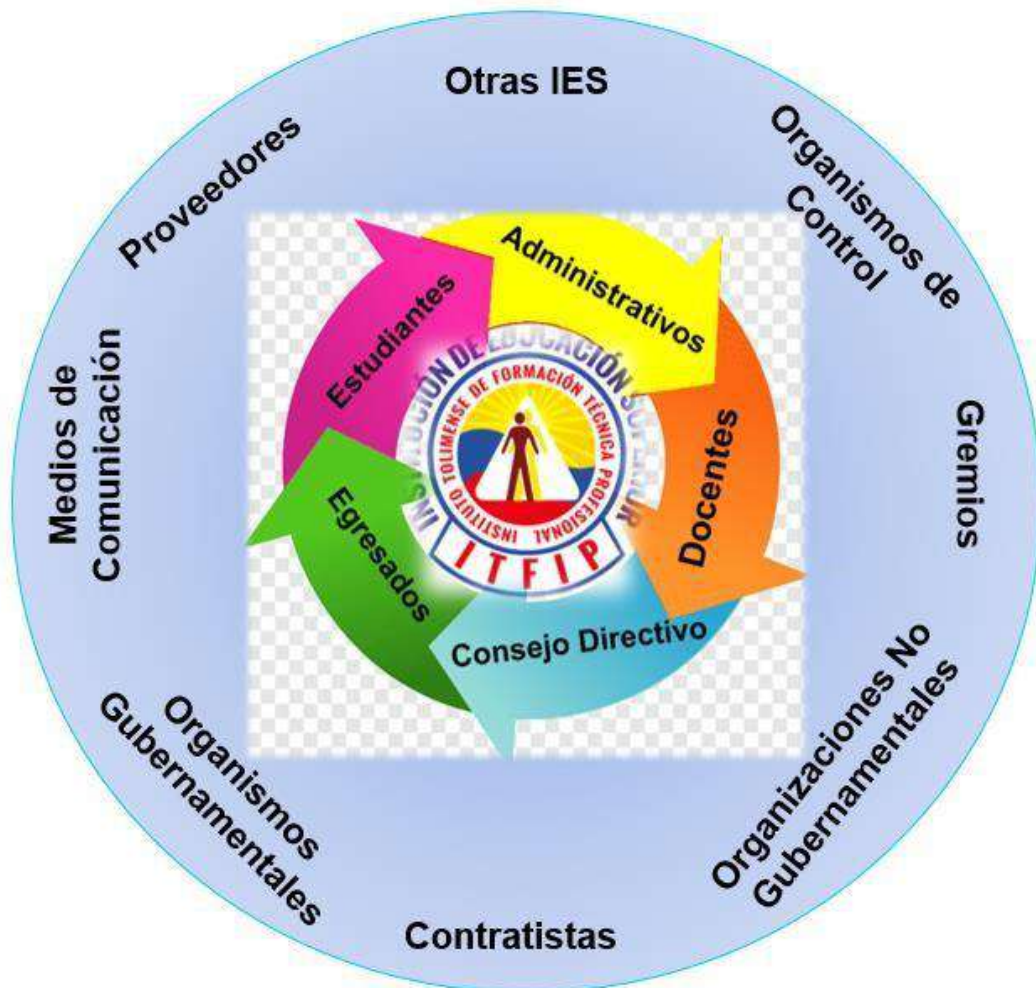 Otras IES
Organismos de
Control
Gremios
Organizaciones No
Gubernamentales
Contratistas
Organismos
Gubernamentales
Medios de
Comunicación
Proveedores
Administrativos
Docentes
Consejo Directivo
Egresados
Estudiantes
INSTITUCIÓN DE EDUCACIÓN SUPERIOR
INSTITUTO TOLIMENSE DE FORMACIÓN TÉCNICA PROFESIONAL
ITFIP